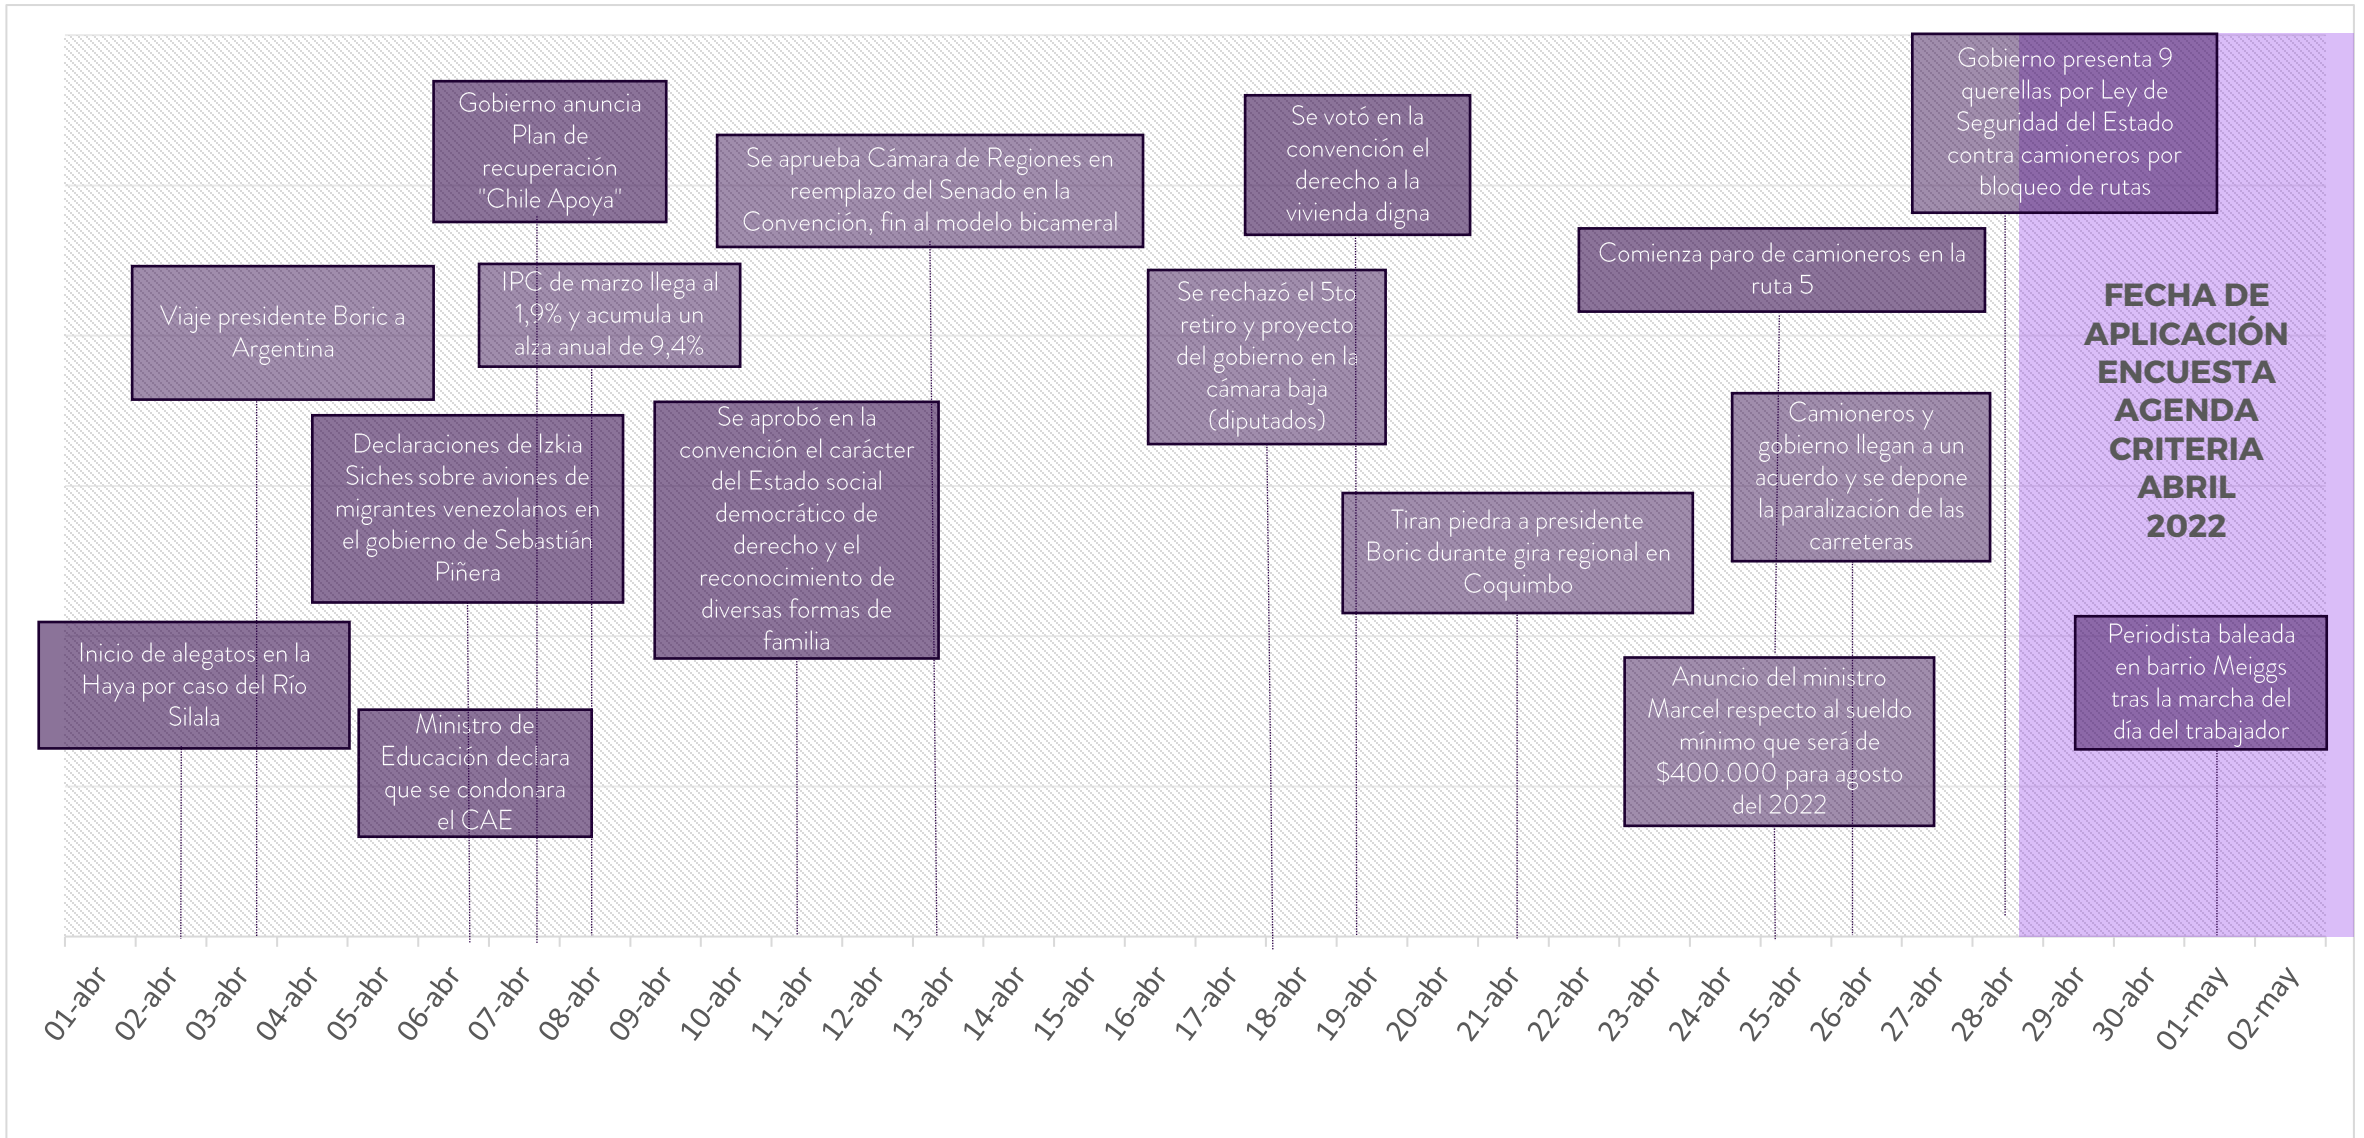 Gobierno presenta 9
querellas por Ley de
Seguridad del Estado
contra camioneros por
bloqueo de rutas
Gobierno anuncia
Plan de
recuperación
"Chile Apoya"
Se votó en la
convención el
derecho a la
vivienda digna
Se aprueba Cámara de Regiones en
reemplazo del Senado en la
Convención, fin al modelo bicameral
Comienza paro de camioneros en la
ruta 5
Viaje presidente Boric a
Argentina
IPC de marzo llega al
1,9% y acumula un
alza anual de 9,4%
Se rechazó el 5to
retiro y proyecto
del gobierno en la
cámara baja
(diputados)
FECHA DE
APLICACIÓN
ENCUESTA
AGENDA
CRITERIA
ABRIL
2022
Declaraciones de Izkia
Siches sobre aviones de
migrantes venezolanos en
el gobierno de Sebastián
Piñera
Se aprobó en la
convención el carácter
del Estado social
democrático de
derecho y el
reconocimiento de
diversas formas de
familia
Camioneros y
gobierno llegan a un
acuerdo y se depone
la paralización de las
carreteras
Tiran piedra a presidente
Boric durante gira regional en
Coquimbo
Inicio de alegatos en la
Haya por caso del Río
Silala
Ministro de
Educación declara
que se condonara
el CAE
Anuncio del ministro
Marcel respecto al sueldo
mínimo que será de
$400.000 para agosto
del 2022
Periodista baleada
en barrio Meiggs
tras la marcha del
día del trabajador
01-abr
02-abr
03-abr
04-abr
05-abr
06-abr
07-abr
08-abr
09-abr
10-abr
11-abr
12-abr
13-abr
14-abr
15-abr
16-abr
17-abr
18-abr
19-abr
20-abr
21-abr
22-abr
23-abr
24-abr
25-abr
26-abr
27-abr
28-abr
29-abr
30-abr
01-may
02-may